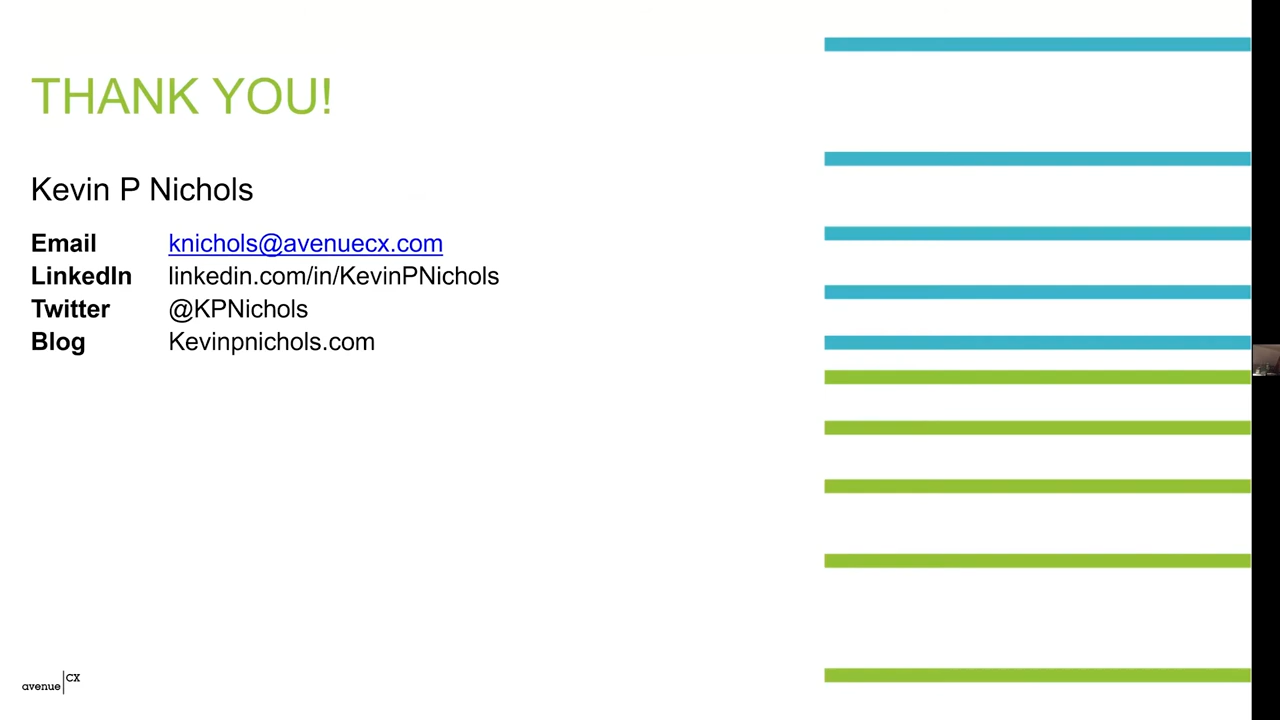 THANK YOU!
Kevin P Nichols
Email knichols@avenuecx.com
LinkedIn linkedin.com/in/KevinPNichols
Twitter @KPNichols
Blog Kevinpnichols.com
avenue CX